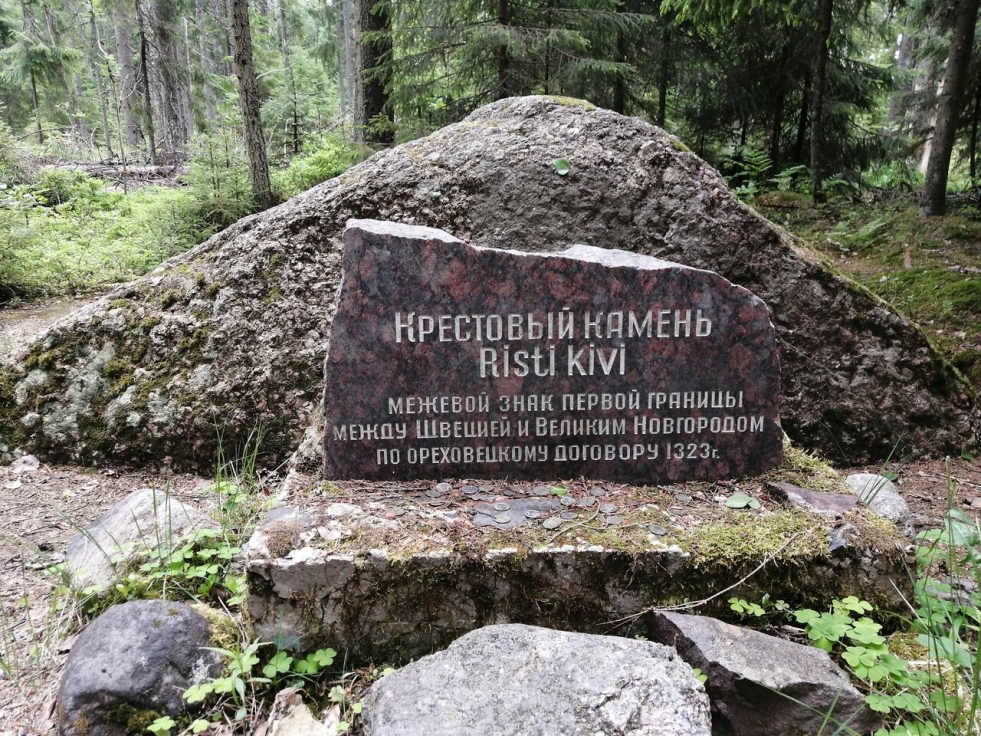 Крестовый камень
Risti Kivi
межевой знак первой границы
между Швецией и Великим Новгородом
по ореховецкому договору 1323г.